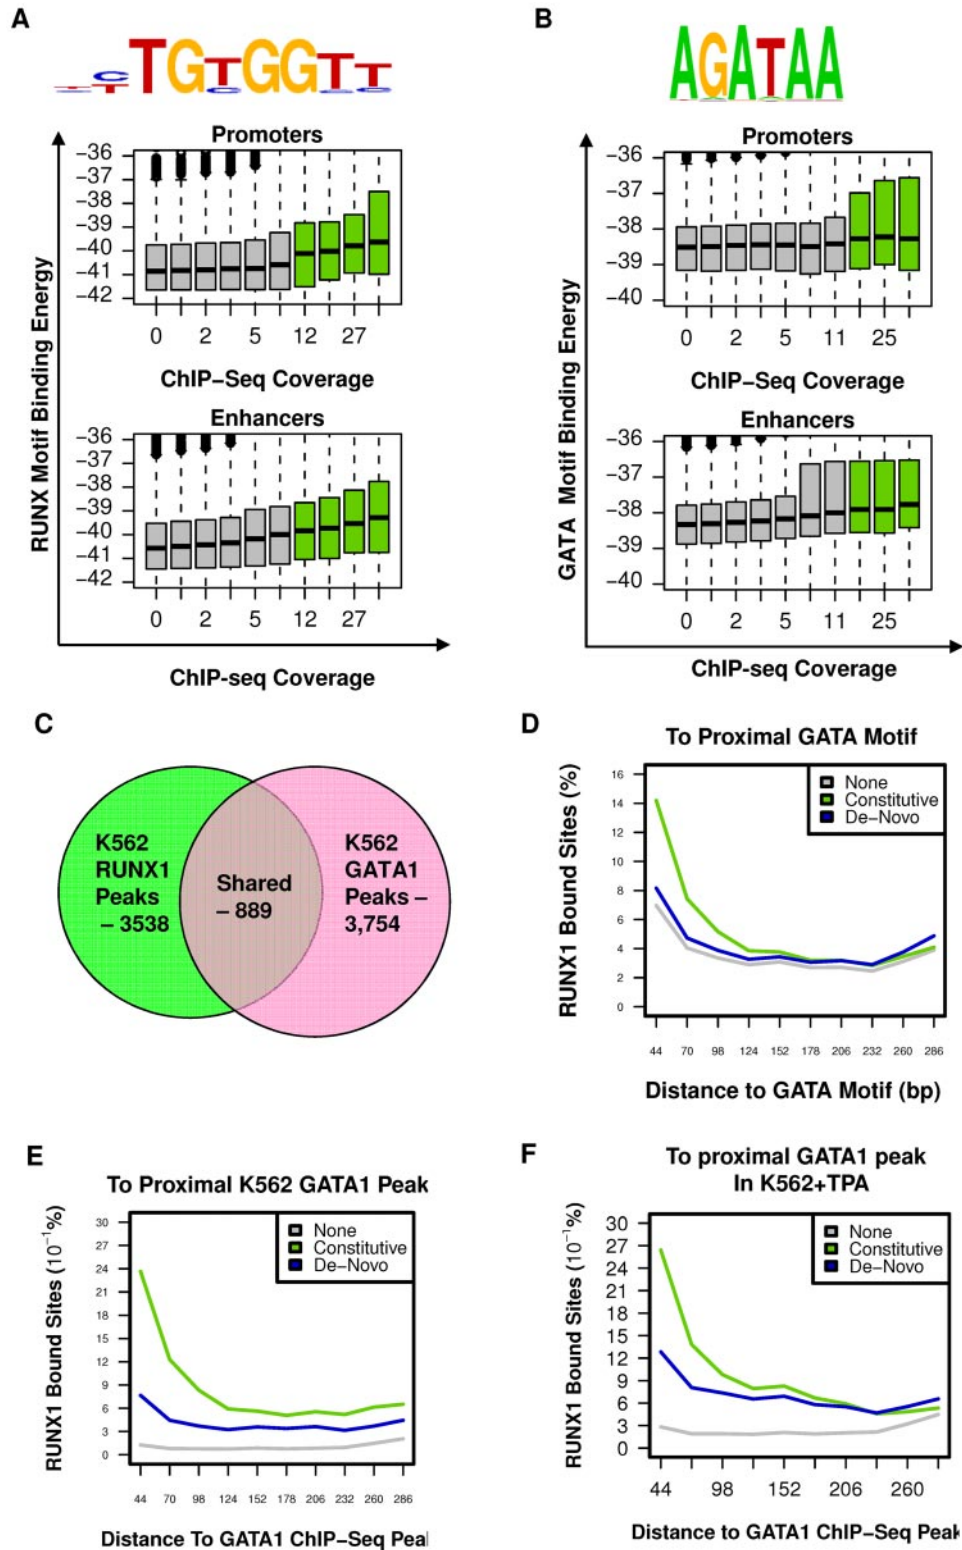 A
TGTGGTT
Promoters
−36
−37
−38
−39
−40
−41
−42
0 2 5 12 27
ChIP−Seq Coverage
Enhancers
−36
−37
−38
−39
−40
−41
−42
0 2 5 12 27
ChIP-seq Coverage
RUNX Motif Binding Energy
B
AGATAA
Promoters
−36
−37
−38
−39
−40
0 2 5 11 25
ChIP−Seq Coverage
Enhancers
−36
−37
−38
−39
−40
0 2 5 11 25
ChIP-seq Coverage
GATA Motif Binding Energy
C
K562
RUNX1
Peaks
– 3538
Shared
– 889
K562
GATA1
Peaks –
3,754
D
To Proximal GATA Motif
RUNX1 Bound Sites (%)
16
14
12
10
8
6
4
2
0
None
Constitutive
De−Novo
44 70 98 124 152 178 206 232 260 286
Distance to GATA Motif (bp)
E
To Proximal K562 GATA1 Peak
RUNX1 Bound Sites (10⁻¹%)
30
27
24
21
18
15
12
9
6
3
0
None
Constitutive
De−Novo
44 70 98 124 152 178 206 232 260 286
Distance To GATA1 ChIP−Seq Peal
F
To proximal GATA1 peak
In K562+TPA
RUNX1 Bound Sites (10⁻¹%)
30
27
24
21
18
15
12
9
6
3
0
None
Constitutive
De−Novo
44 98 152 206 260
Distance to GATA1 ChIP−Seq Peak